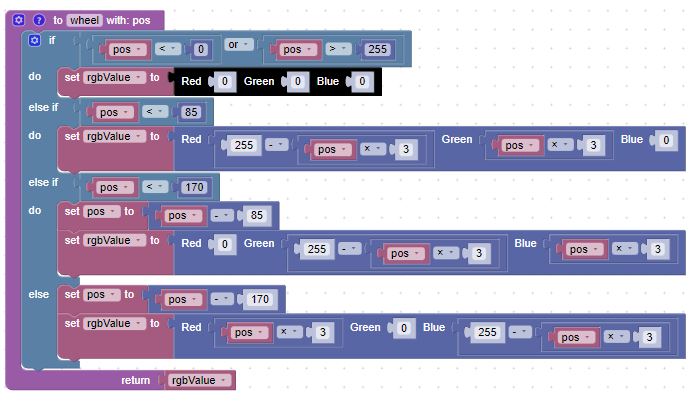 to wheel with: pos
if pos < 0 or pos > 255
do set rgbValue to Red 0 Green 0 Blue 0
else if pos < 85
do set rgbValue to Red 255 - pos × 3 Green pos × 3 Blue 0
else if pos < 170
do set pos to pos - 85
set rgbValue to Red 0 Green 255 - pos × 3 Blue pos × 3
else set pos to pos - 170
set rgbValue to Red pos × 3 Green 0 Blue 255 - pos × 3
return rgbValue